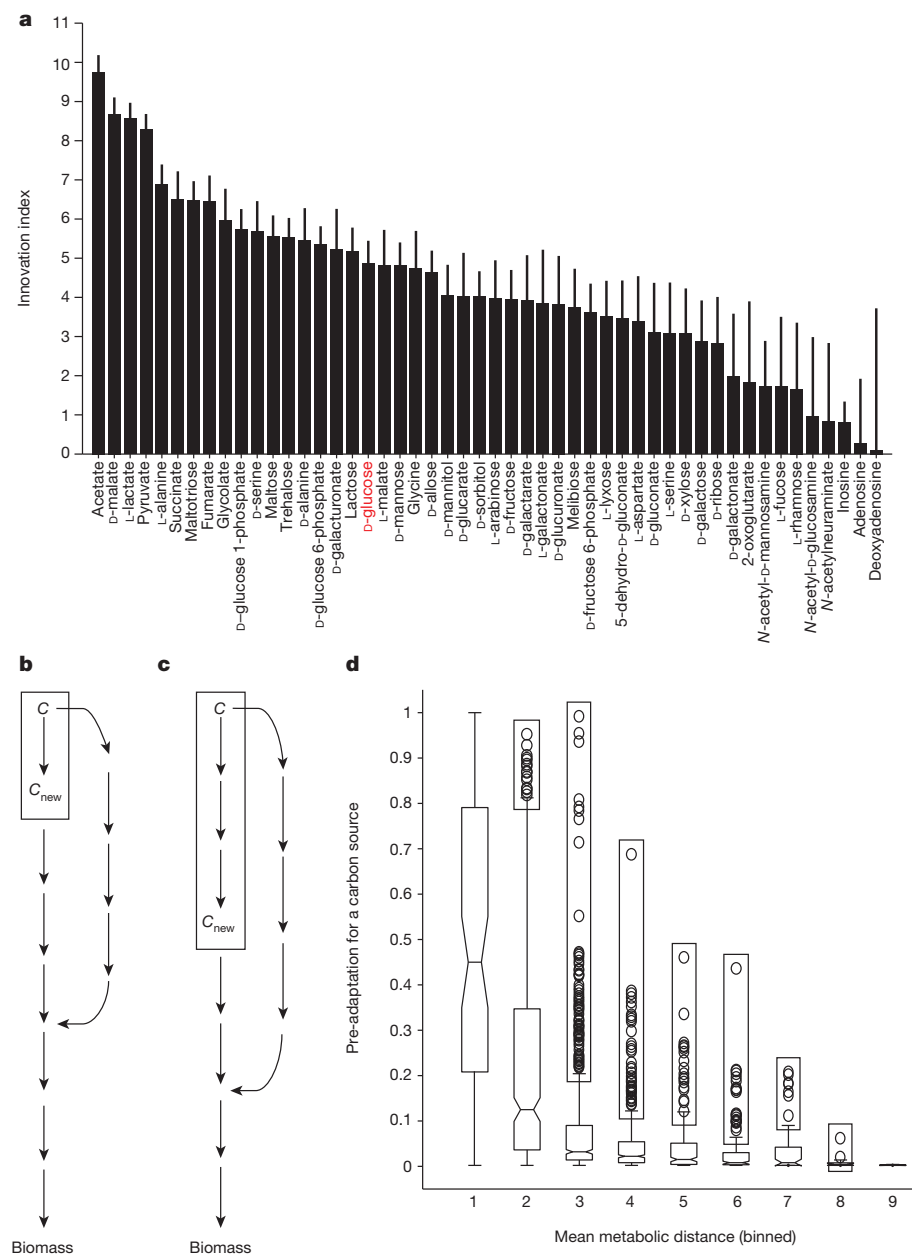 a
11
10
9
8
7
6
5
4
3
2
1
0
Innovation index
Acetate
D-malate
L-lactate
Pyruvate
L-alanine
Succinate
Maltotriose
Fumarate
Glycolate
D–glucose 1-phosphate
D-serine
Maltose
Trehalose
D-alanine
D-glucose 6-phosphate
D-galacturonate
Lactose
D-glucose
L-malate
D-mannose
Glycine
D-allose
D-mannitol
D-glucarate
D-sorbitol
L-arabinose
D-fructose
D-galactarate
L-galactonate
D-glucuronate
Melibiose
D-fructose 6-phosphate
L-lyxose
5-dehydro-D-gluconate
L-aspartate
D-gluconate
L-serine
D-xylose
D-galactose
D-ribose
D-galactonate
2-oxoglutarate
N-acetyl-D-mannosamine
L-fucose
L-rhamnose
N-acetyl-D-glucosamine
N-acetylneuraminate
Inosine
Adenosine
Deoxyadenosine
b
C
Cnew
Biomass
c
C
Cnew
Biomass
d
Pre-adaptation for a carbon source
1
0.9
0.8
0.7
0.6
0.5
0.4
0.3
0.2
0.1
0
1 2 3 4 5 6 7 8 9
Mean metabolic distance (binned)